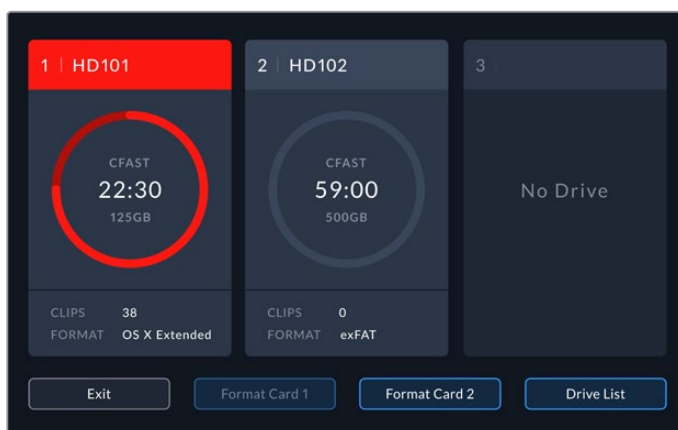 1 | HD101
CFAST
22:30
125GB
CLIPS 38
FORMAT OS X Extended
2 | HD102
CFAST
59:00
500GB
CLIPS 0
FORMAT exFAT
3
No Drive
Exit
Format Card 1
Format Card 2
Drive List